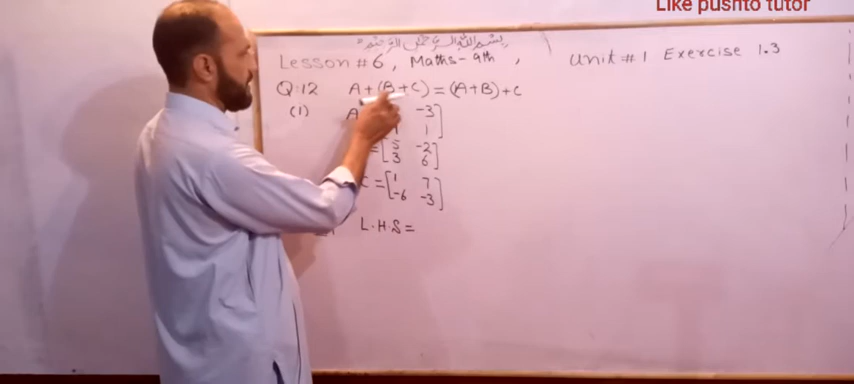 Like pushto tutor
بسم اللہ الرحمٰن الرحیم
Lesson #6, Maths-9th, Unit #1 Exercise 1.3
Q:12 A+(B+C)=(A+B)+C
(1) A -3
1
= [5 -2
3 6]
C = [1 7
-6 -3]
L.H.S =